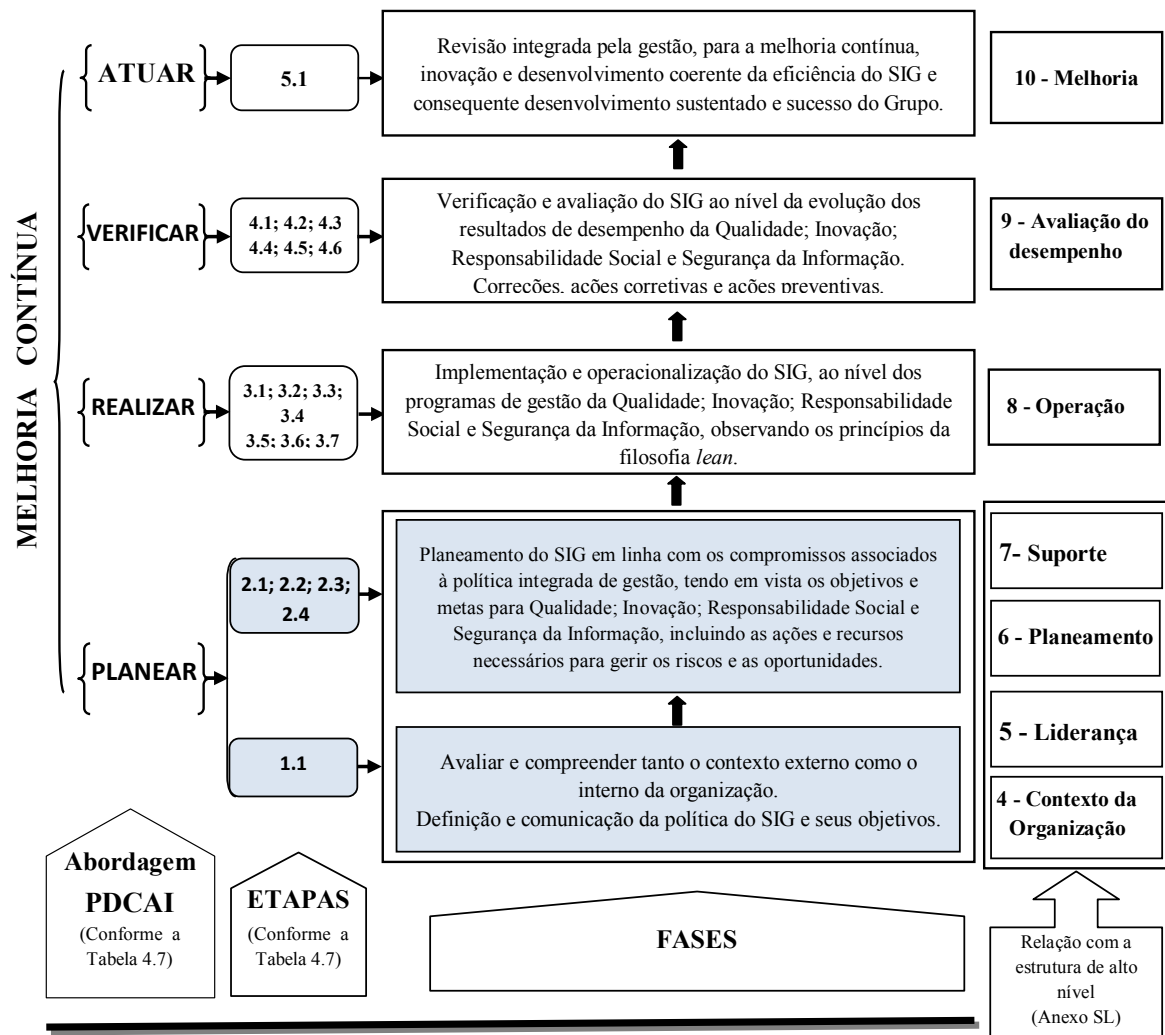 MELHORIA CONTÍNUA
ATUAR
5.1
Revisão integrada pela gestão, para a melhoria contínua,
inovação e desenvolvimento coerente da eficiência do SIG e
consequente desenvolvimento sustentado e sucesso do Grupo.
10 - Melhoria
VERIFICAR
4.1; 4.2; 4.3
4.4; 4.5; 4.6
Verificação e avaliação do SIG ao nível da evolução dos
resultados de desempenho da Qualidade; Inovação;
Responsabilidade Social e Segurança da Informação.
Correções, ações corretivas e ações preventivas.
9 - Avaliação do
desempenho
REALIZAR
3.1; 3.2; 3.3;
3.4
3.5; 3.6; 3.7
Implementação e operacionalização do SIG, ao nível dos
programas de gestão da Qualidade; Inovação; Responsabilidade
Social e Segurança da Informação, observando os princípios da
filosofia lean.
8 - Operação
PLANEAR
2.1; 2.2; 2.3;
2.4
Planeamento do SIG em linha com os compromissos associados
à política integrada de gestão, tendo em vista os objetivos e
metas para Qualidade; Inovação; Responsabilidade Social e
Segurança da Informação, incluindo as ações e recursos
necessários para gerir os riscos e as oportunidades.
7- Suporte
6 - Planeamento
1.1
Avaliar e compreender tanto o contexto externo como o
interno da organização.
Definição e comunicação da política do SIG e seus objetivos.
5 - Liderança
4 - Contexto da
Organização
Abordagem
PDCAI
(Conforme a
Tabela 4.7)
ETAPAS
(Conforme a
Tabela 4.7)
FASES
Relação com a
estrutura de alto
nível
(Anexo SL)